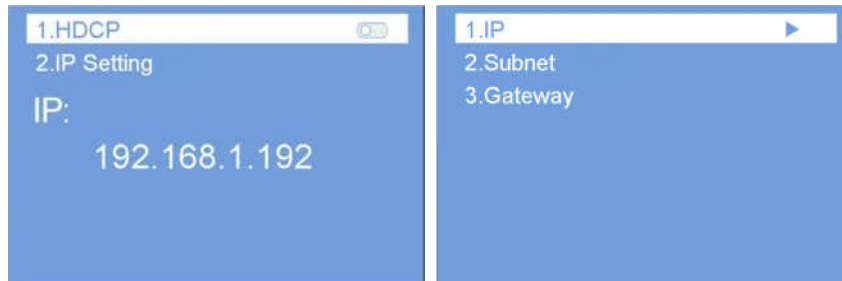 1.HDCP
2.IP Setting
IP:
192.168.1.192
1.IP
2.Subnet
3.Gateway